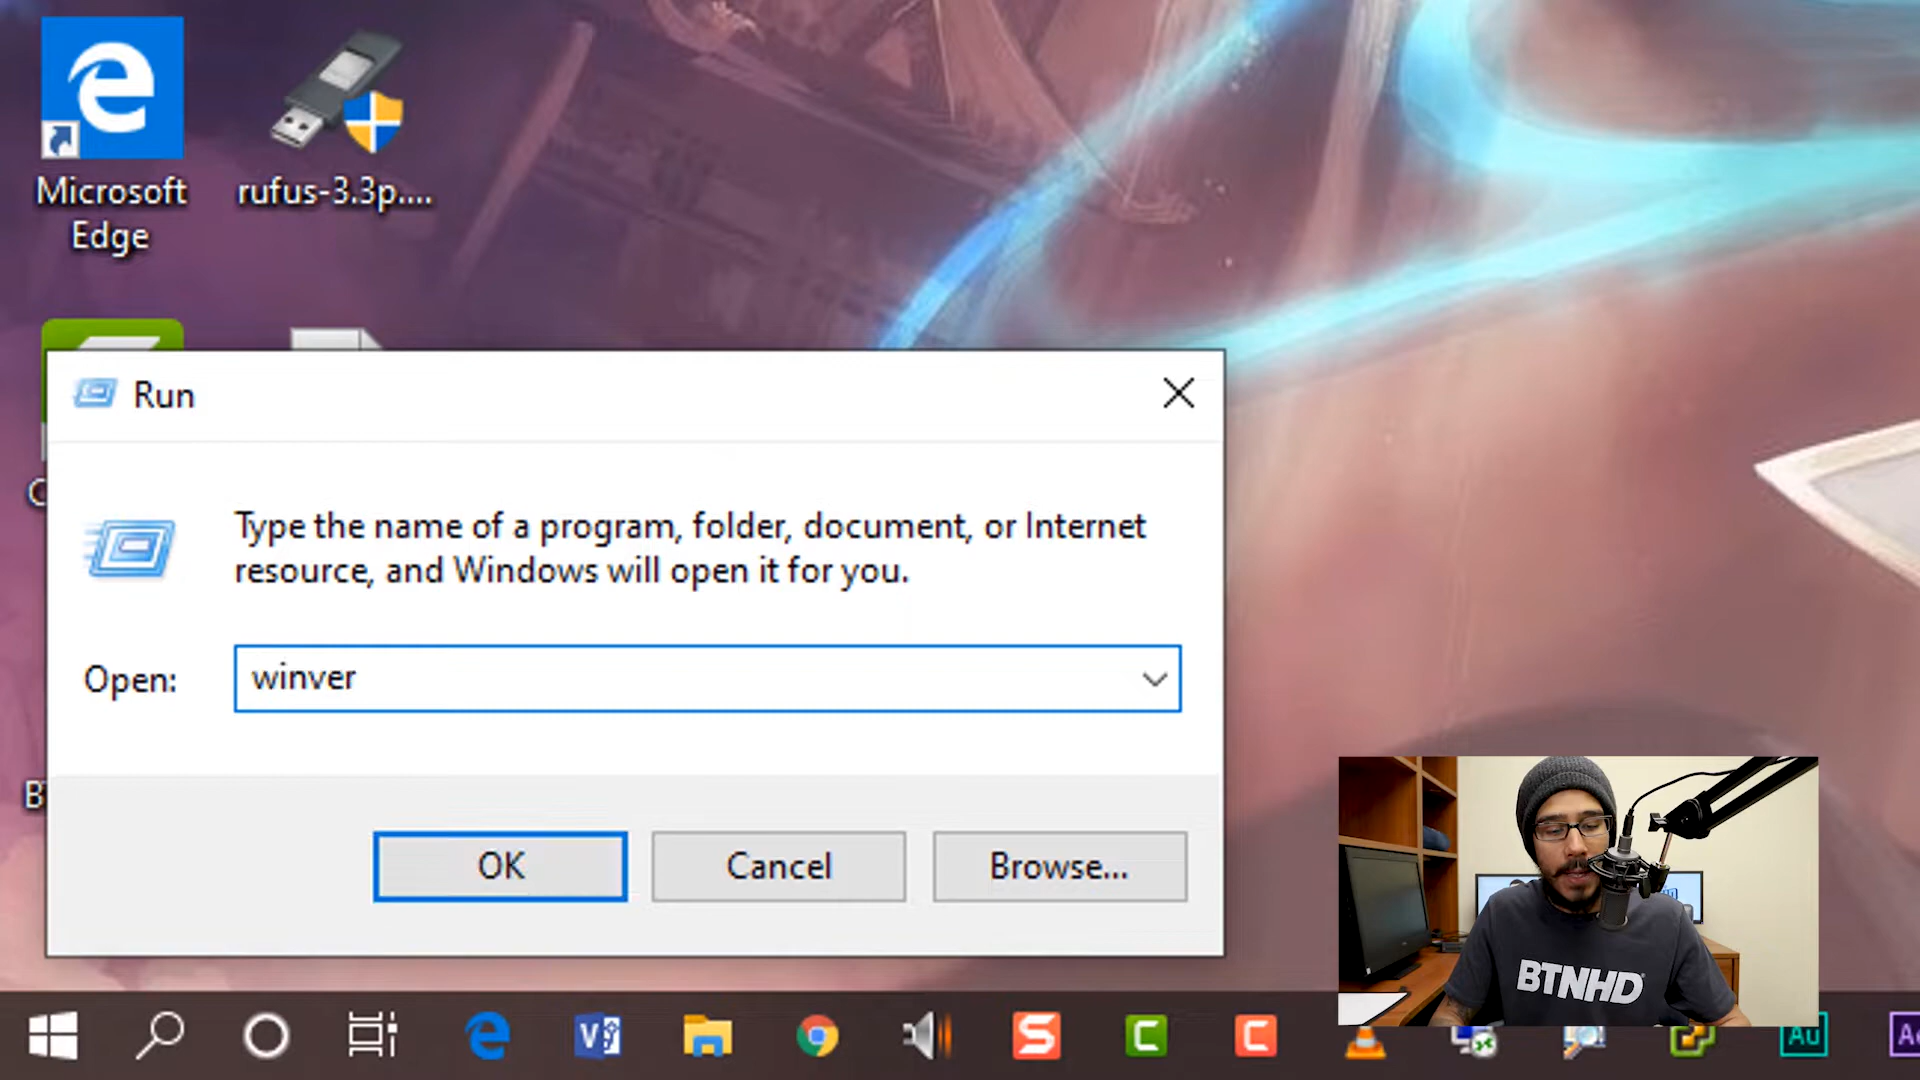 Microsoft
Edge
rufus-3.3p....
Run
Type the name of a program, folder, document, or Internet
resource, and Windows will open it for you.
Open:
winver
OK
Cancel
Browse...
BTNHD
Au